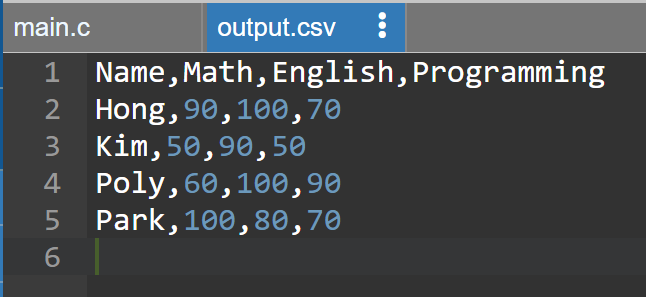 main.c output.csv
1 Name,Math,English,Programming
2 Hong,90,100,70
3 Kim,50,90,50
4 Poly,60,100,90
5 Park,100,80,70
6